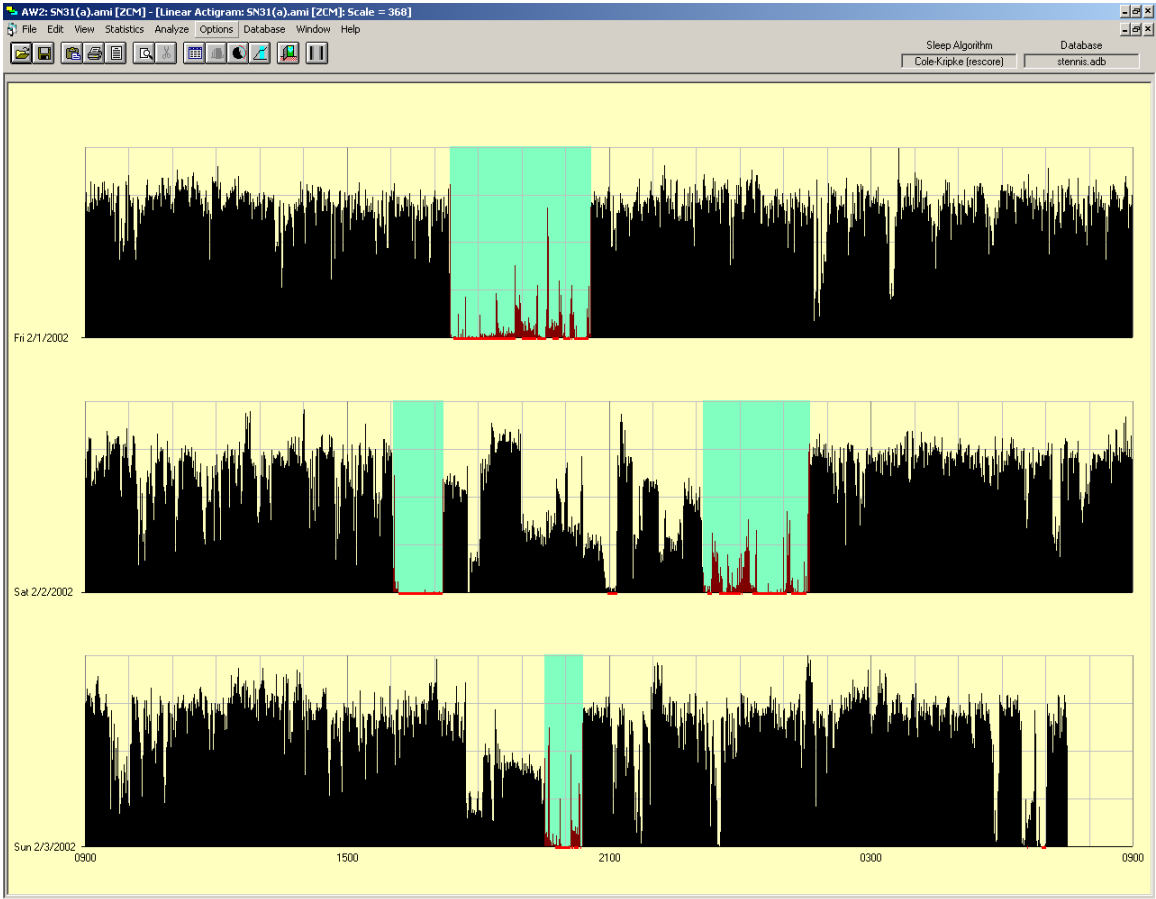 AW2: SN31(a).ami [ZCM] - [Linear Actigram: SN31(a).ami [ZCM]: Scale = 368]
File Edit View Statistics Analyze Options Database Window Help
Sleep Algorithm Database
Cole-Kripke (rescore) stennis.adb
Fri 2/1/2002
Sat 2/2/2002
Sun 2/3/2002
0900 1500 2100 0300 0900